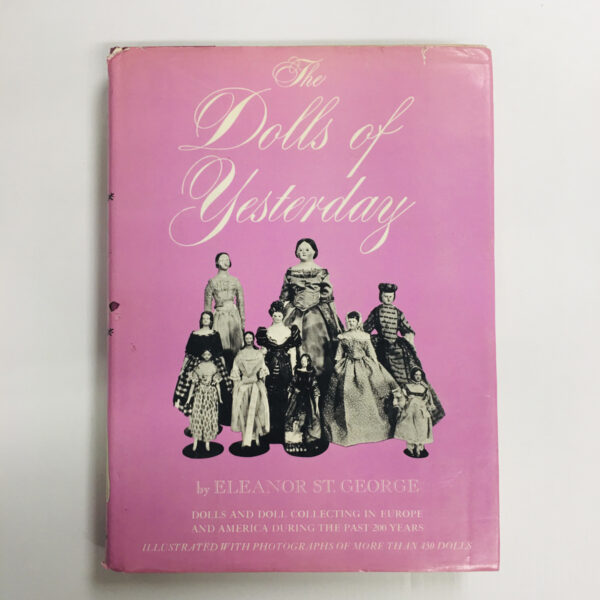 The
Dolls of
Yesterday
by ELEANOR ST. GEORGE
DOLLS AND DOLL COLLECTING IN EUROPE
AND AMERICA DURING THE PAST 200 YEARS
ILLUSTRATED WITH PHOTOGRAPHS OF MORE THAN 450 DOLLS